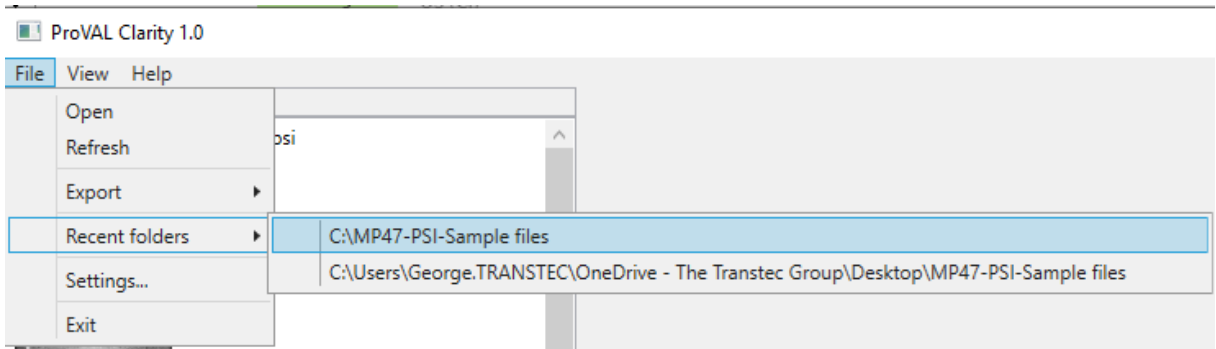 ProVAL Clarity 1.0
File View Help
Open
Refresh
Export
Recent folders
Settings...
Exit
psi
C:\MP47-PSI-Sample files
C:\Users\George.TRANSTEC\OneDrive - The Transtec Group\Desktop\MP47-PSI-Sample files